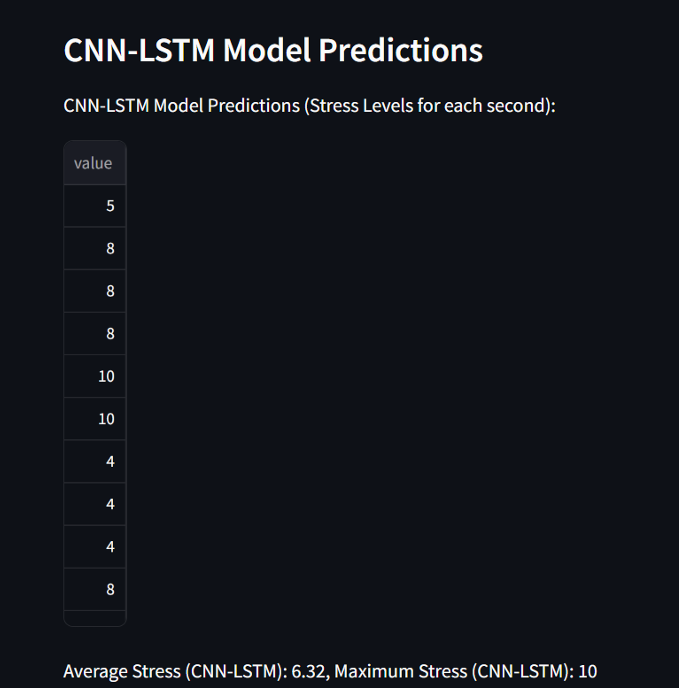 CNN-LSTM Model Predictions
CNN-LSTM Model Predictions (Stress Levels for each second):
value
5
8
8
8
10
10
4
4
4
8
Average Stress (CNN-LSTM): 6.32, Maximum Stress (CNN-LSTM): 10